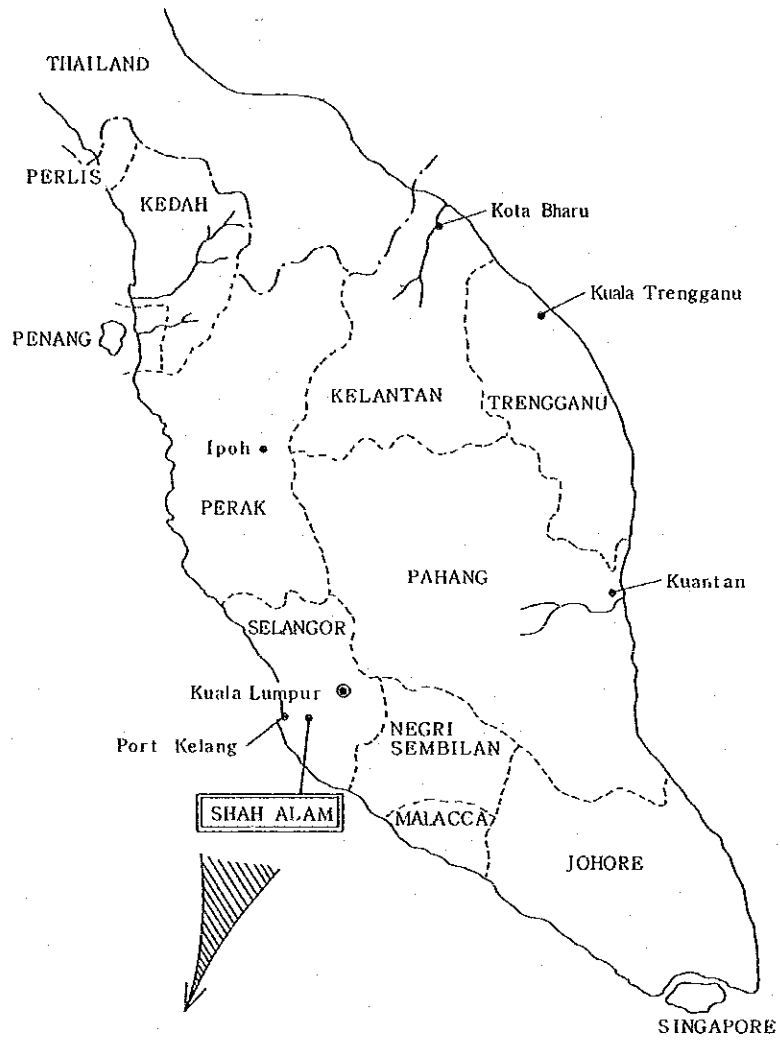 THAILAND
PERLIS
KEDAH
Kota Bharu
Kuala Trengganu
PENANG
KELANTAN
TRENGGANU
Ipoh
PERAK
PAHANG
Kuantan
SELANGOR
Kuala Lumpur
NEGRI
SEMBILAN
Port Kelang
SHAH ALAM
MALACCA
JOHORE
SINGAPORE